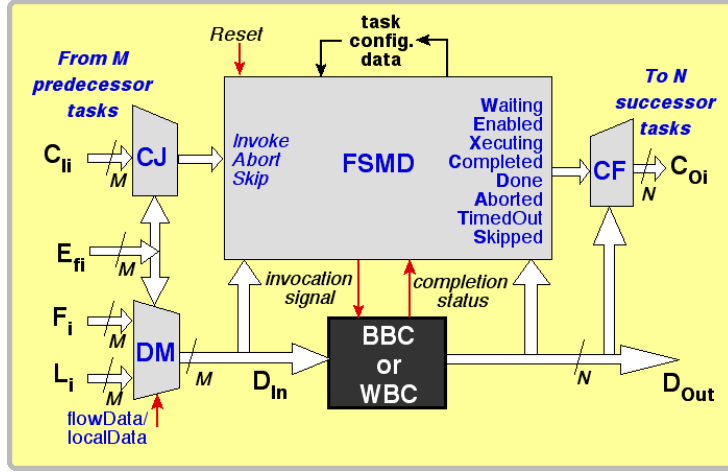 Reset
task
config.
data
From M
predecessor
tasks
To N
successor
tasks
C Ii
M
CJ
Invoke
Abort
Skip
FSMD
Waiting
Enabled
Xecuting
Completed
Done
Aborted
TimedOut
Skipped
CF
N
C Oi
E fi
M
invocation
signal
completion
status
F i
M
L i
M
DM
M
D In
BBC
or
WBC
N
D Out
flowData/
localData